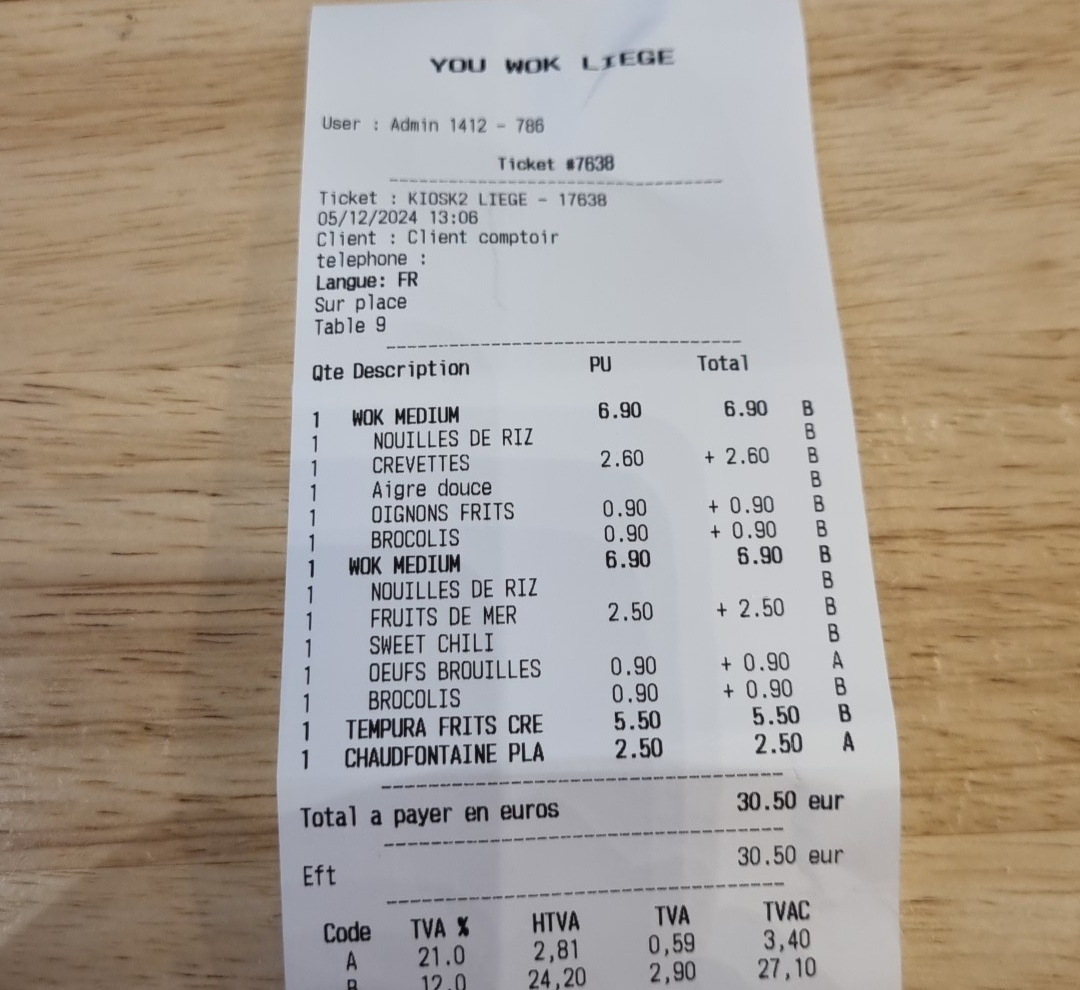 YOU WOK LIEGE
User : Admin 1412 - 786
Ticket #7638
Ticket : KIOSK2 LIEGE - 17638
05/12/2024 13:06
Client : Client comptoir
telephone :
Langue: FR
Sur place
Table 9
Qte Description PU Total
1 WOK MEDIUM 6.90 6.90 B
1 NOUILLES DE RIZ B
1 CREVETTES 2.60 + 2.60 B
1 Aigre douce B
1 OIGNONS FRITS 0.90 + 0.90 B
1 BROCOLIS 0.90 + 0.90 B
1 WOK MEDIUM 6.90 6.90 B
1 NOUILLES DE RIZ B
1 FRUITS DE MER 2.50 + 2.50 B
1 SWEET CHILI B
1 OEUFS BROUILLES 0.90 + 0.90 A
1 BROCOLIS 0.90 + 0.90 B
1 TEMPURA FRITS CRE 5.50 5.50 B
1 CHAUDFONTAINE PLA 2.50 2.50 A
Total a payer en euros 30.50 eur
Eft 30.50 eur
Code TVA % HTVA TVA TVAC
A 21.0 2,81 0,59 3,40
B 12.0 24,20 2,90 27,10